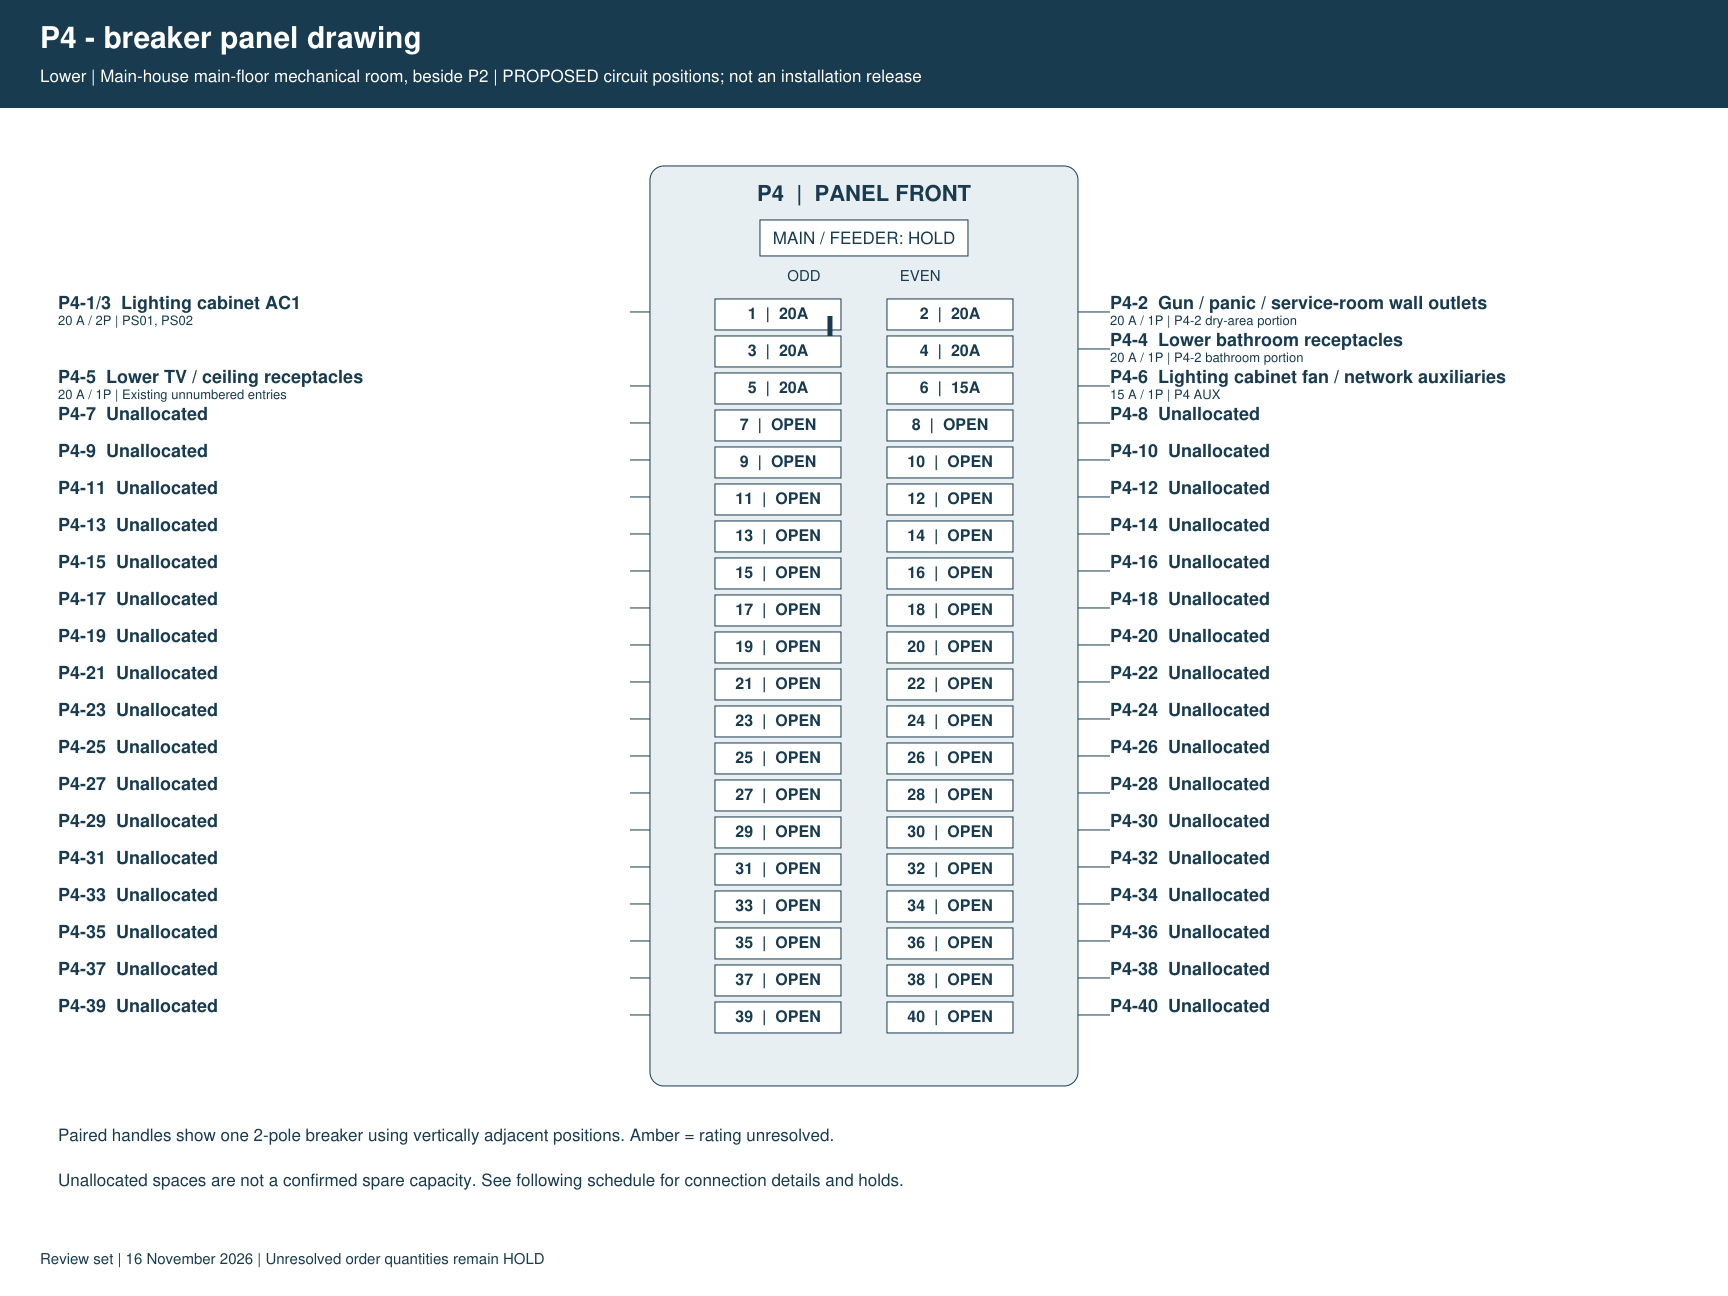 P4 - breaker panel drawing
Lower | Main-house main-floor mechanical room, beside P2 | PROPOSED circuit positions; not an installation release
P4 | PANEL FRONT
MAIN / FEEDER: HOLD
ODD EVEN
P4-1/3 Lighting cabinet AC1
20 A / 2P | PS01, PS02
1 | 20A
2 | 20A
P4-2 Gun / panic / service-room wall outlets
20 A / 1P | P4-2 dry-area portion
3 | 20A
4 | 20A
P4-4 Lower bathroom receptacles
20 A / 1P | P4-2 bathroom portion
P4-5 Lower TV / ceiling receptacles
20 A / 1P | Existing unnumbered entries
5 | 20A
6 | 15A
P4-6 Lighting cabinet fan / network auxiliaries
15 A / 1P | P4 AUX
P4-7 Unallocated
7 | OPEN
8 | OPEN
P4-8 Unallocated
P4-9 Unallocated
9 | OPEN
10 | OPEN
P4-10 Unallocated
P4-11 Unallocated
11 | OPEN
12 | OPEN
P4-12 Unallocated
P4-13 Unallocated
13 | OPEN
14 | OPEN
P4-14 Unallocated
P4-15 Unallocated
15 | OPEN
16 | OPEN
P4-16 Unallocated
P4-17 Unallocated
17 | OPEN
18 | OPEN
P4-18 Unallocated
P4-19 Unallocated
19 | OPEN
20 | OPEN
P4-20 Unallocated
P4-21 Unallocated
21 | OPEN
22 | OPEN
P4-22 Unallocated
P4-23 Unallocated
23 | OPEN
24 | OPEN
P4-24 Unallocated
P4-25 Unallocated
25 | OPEN
26 | OPEN
P4-26 Unallocated
P4-27 Unallocated
27 | OPEN
28 | OPEN
P4-28 Unallocated
P4-29 Unallocated
29 | OPEN
30 | OPEN
P4-30 Unallocated
P4-31 Unallocated
31 | OPEN
32 | OPEN
P4-32 Unallocated
P4-33 Unallocated
33 | OPEN
34 | OPEN
P4-34 Unallocated
P4-35 Unallocated
35 | OPEN
36 | OPEN
P4-36 Unallocated
P4-37 Unallocated
37 | OPEN
38 | OPEN
P4-38 Unallocated
P4-39 Unallocated
39 | OPEN
40 | OPEN
P4-40 Unallocated
Paired handles show one 2-pole breaker using vertically adjacent positions. Amber = rating unresolved.
Unallocated spaces are not a confirmed spare capacity. See following schedule for connection details and holds.
Review set | 16 November 2026 | Unresolved order quantities remain HOLD